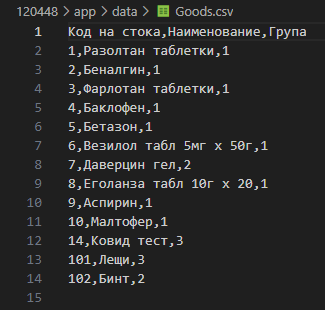 120448 > app > data > Goods.csv
1 Код на стока,Наименование,Група
2 1,Разолтан таблетки,1
3 2,Беналгин,1
4 3,Фарлотан таблетки,1
5 4,Баклофен,1
6 5,Бетазон,1
7 6,Везилол табл 5мг x 50г,1
8 7,Даверцин гел,2
9 8,Еголанза табл 10г x 20,1
10 9,Аспирин,1
11 10,Малтофер,1
12 14,Ковид тест,3
13 101,Лещи,3
14 102,Бинт,2
15